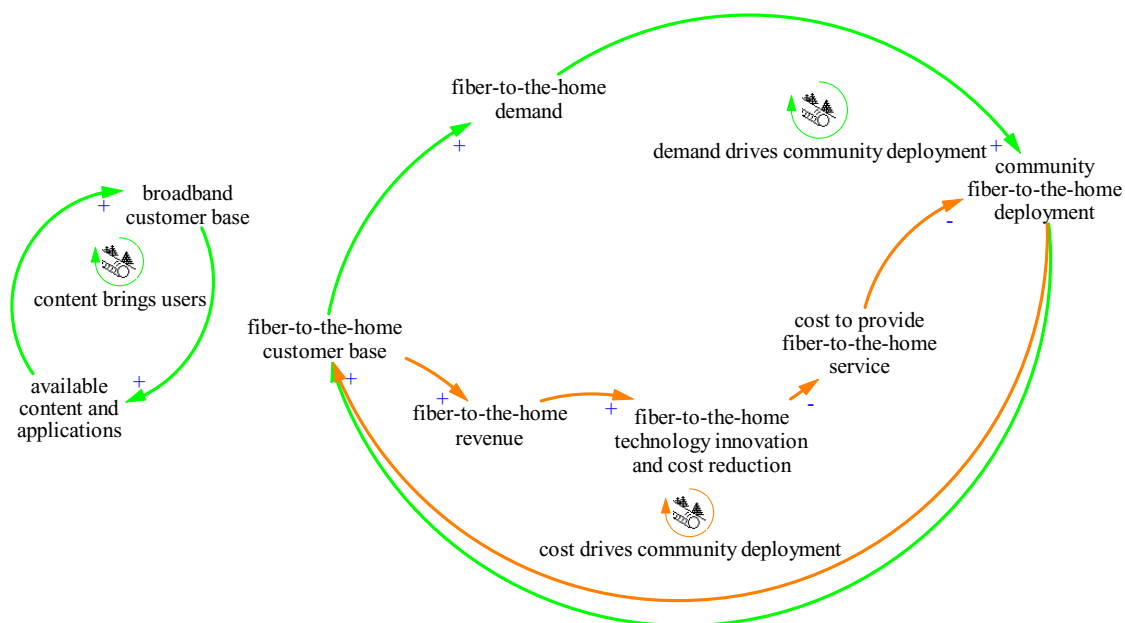 fiber-to-the-home
demand
+
demand drives community deployment
+
community
fiber-to-the-home
deployment
-
broadband
customer base
+
content brings users
+
available
content and
applications
fiber-to-the-home
customer base
+
+
fiber-to-the-home
revenue
+
fiber-to-the-home
technology innovation
and cost reduction
-
cost to provide
fiber-to-the-home
service
cost drives community deployment